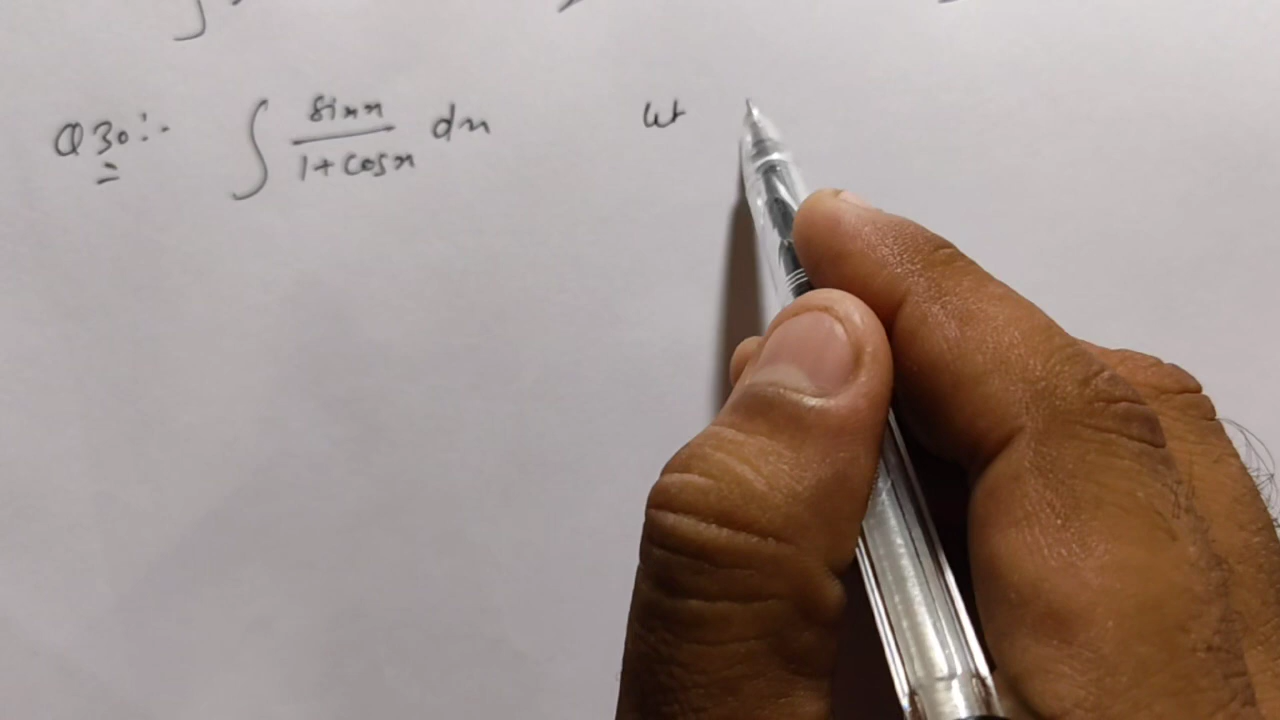 Q30:- ∫ sinx/1+cosx dx let